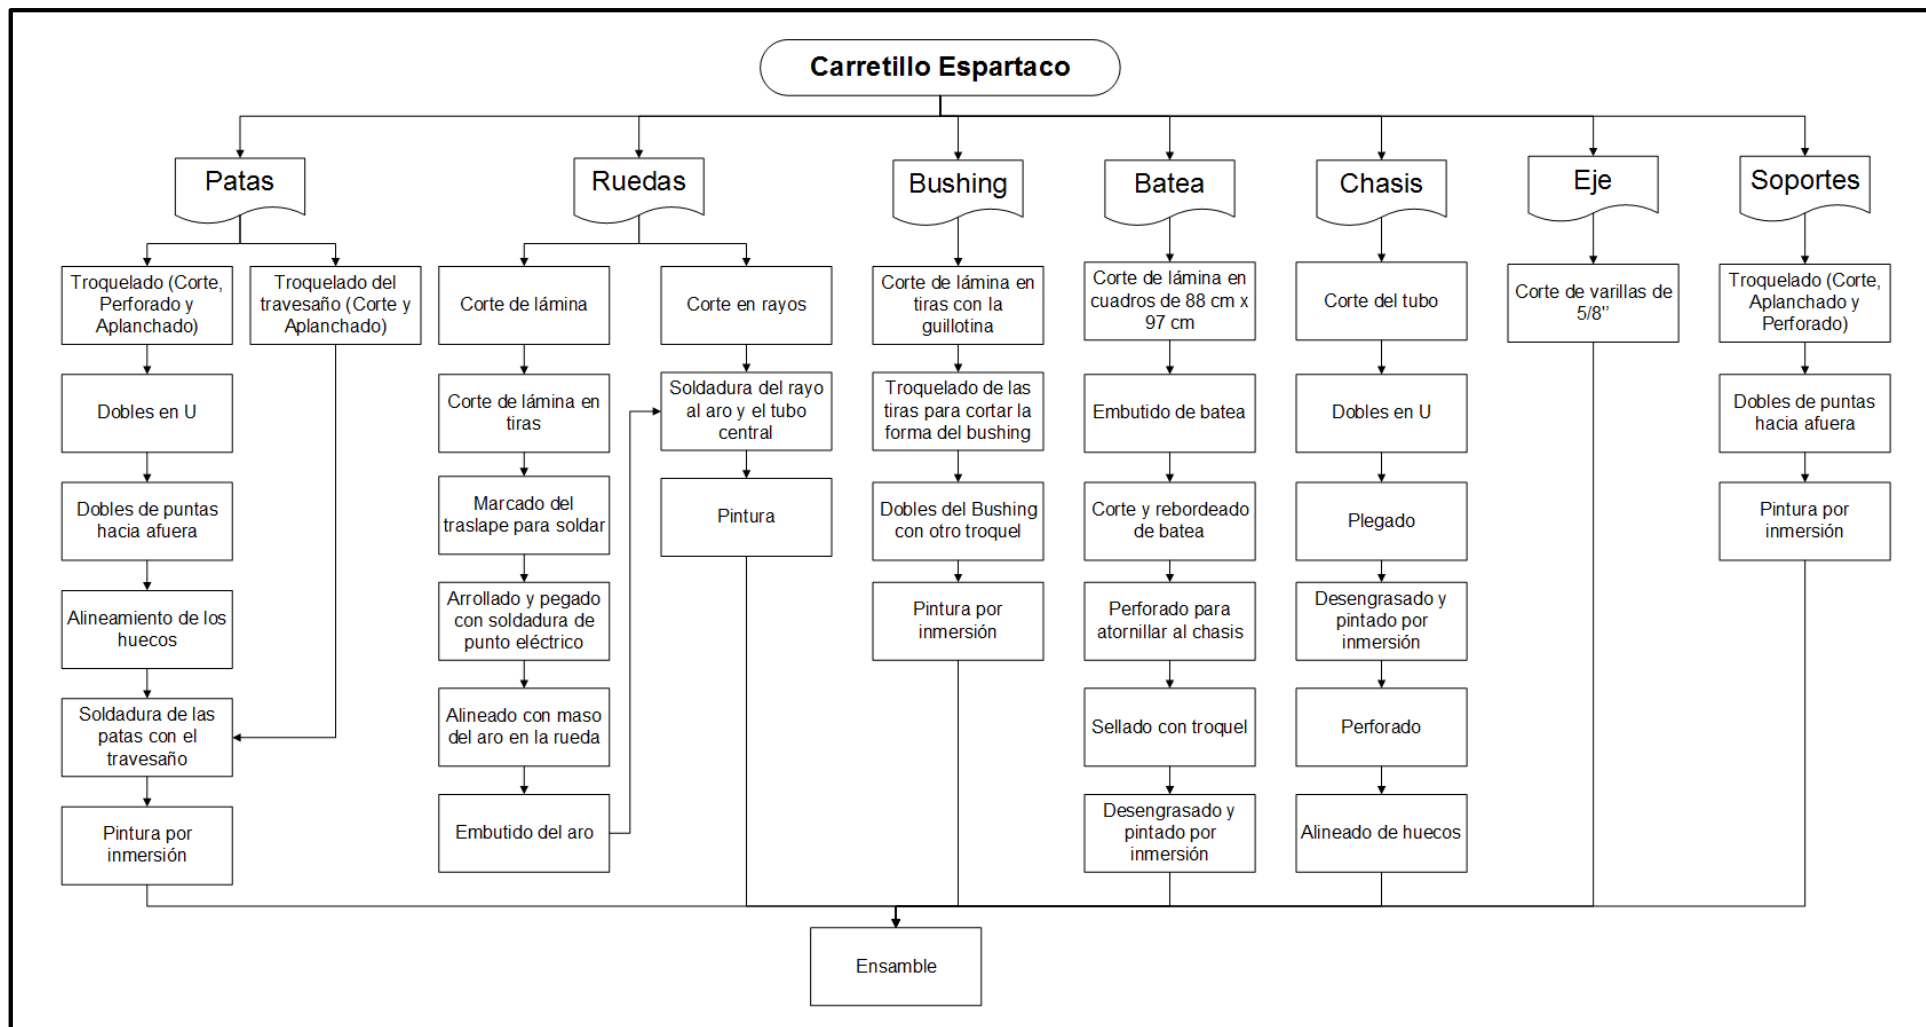 Carretillo Espartaco
Patas
Ruedas
Bushing
Batea
Chasis
Eje
Soportes
Troquelado (Corte,
Perforado y
Aplanchado)
Troquelado del
travesaño (Corte y
Aplanchado)
Corte de lámina
Corte en rayos
Corte de lámina en
tiras con la
guillotina
Corte de lámina en
cuadros de 88 cm x
97 cm
Corte del tubo
Corte de varillas de
5/8"
Troquelado (Corte,
Aplanchado y
Perforado)
Dobles en U
Corte de lámina en
tiras
Soldadura del rayo
al aro y el tubo
central
Troquelado de las
tiras para cortar la
forma del bushing
Embutido de batea
Dobles en U
Dobles de puntas
hacia afuera
Dobles de puntas
hacia afuera
Marcado del
traslape para soldar
Pintura
Dobles del Bushing
con otro troquel
Corte y rebordeado
de batea
Plegado
Pintura por
inmersión
Alineamiento de los
huecos
Arrollado y pegado
con soldadura de
punto eléctrico
Pintura por
inmersión
Perforado para
atornillar al chasis
Desengrasado y
pintado por
inmersión
Soldadura de las
patas con el
travesaño
Alineado con maso
del aro en la rueda
Sellado con troquel
Perforado
Pintura por
inmersión
Embutido del aro
Desengrasado y
pintado por
inmersión
Alineado de huecos
Ensamble